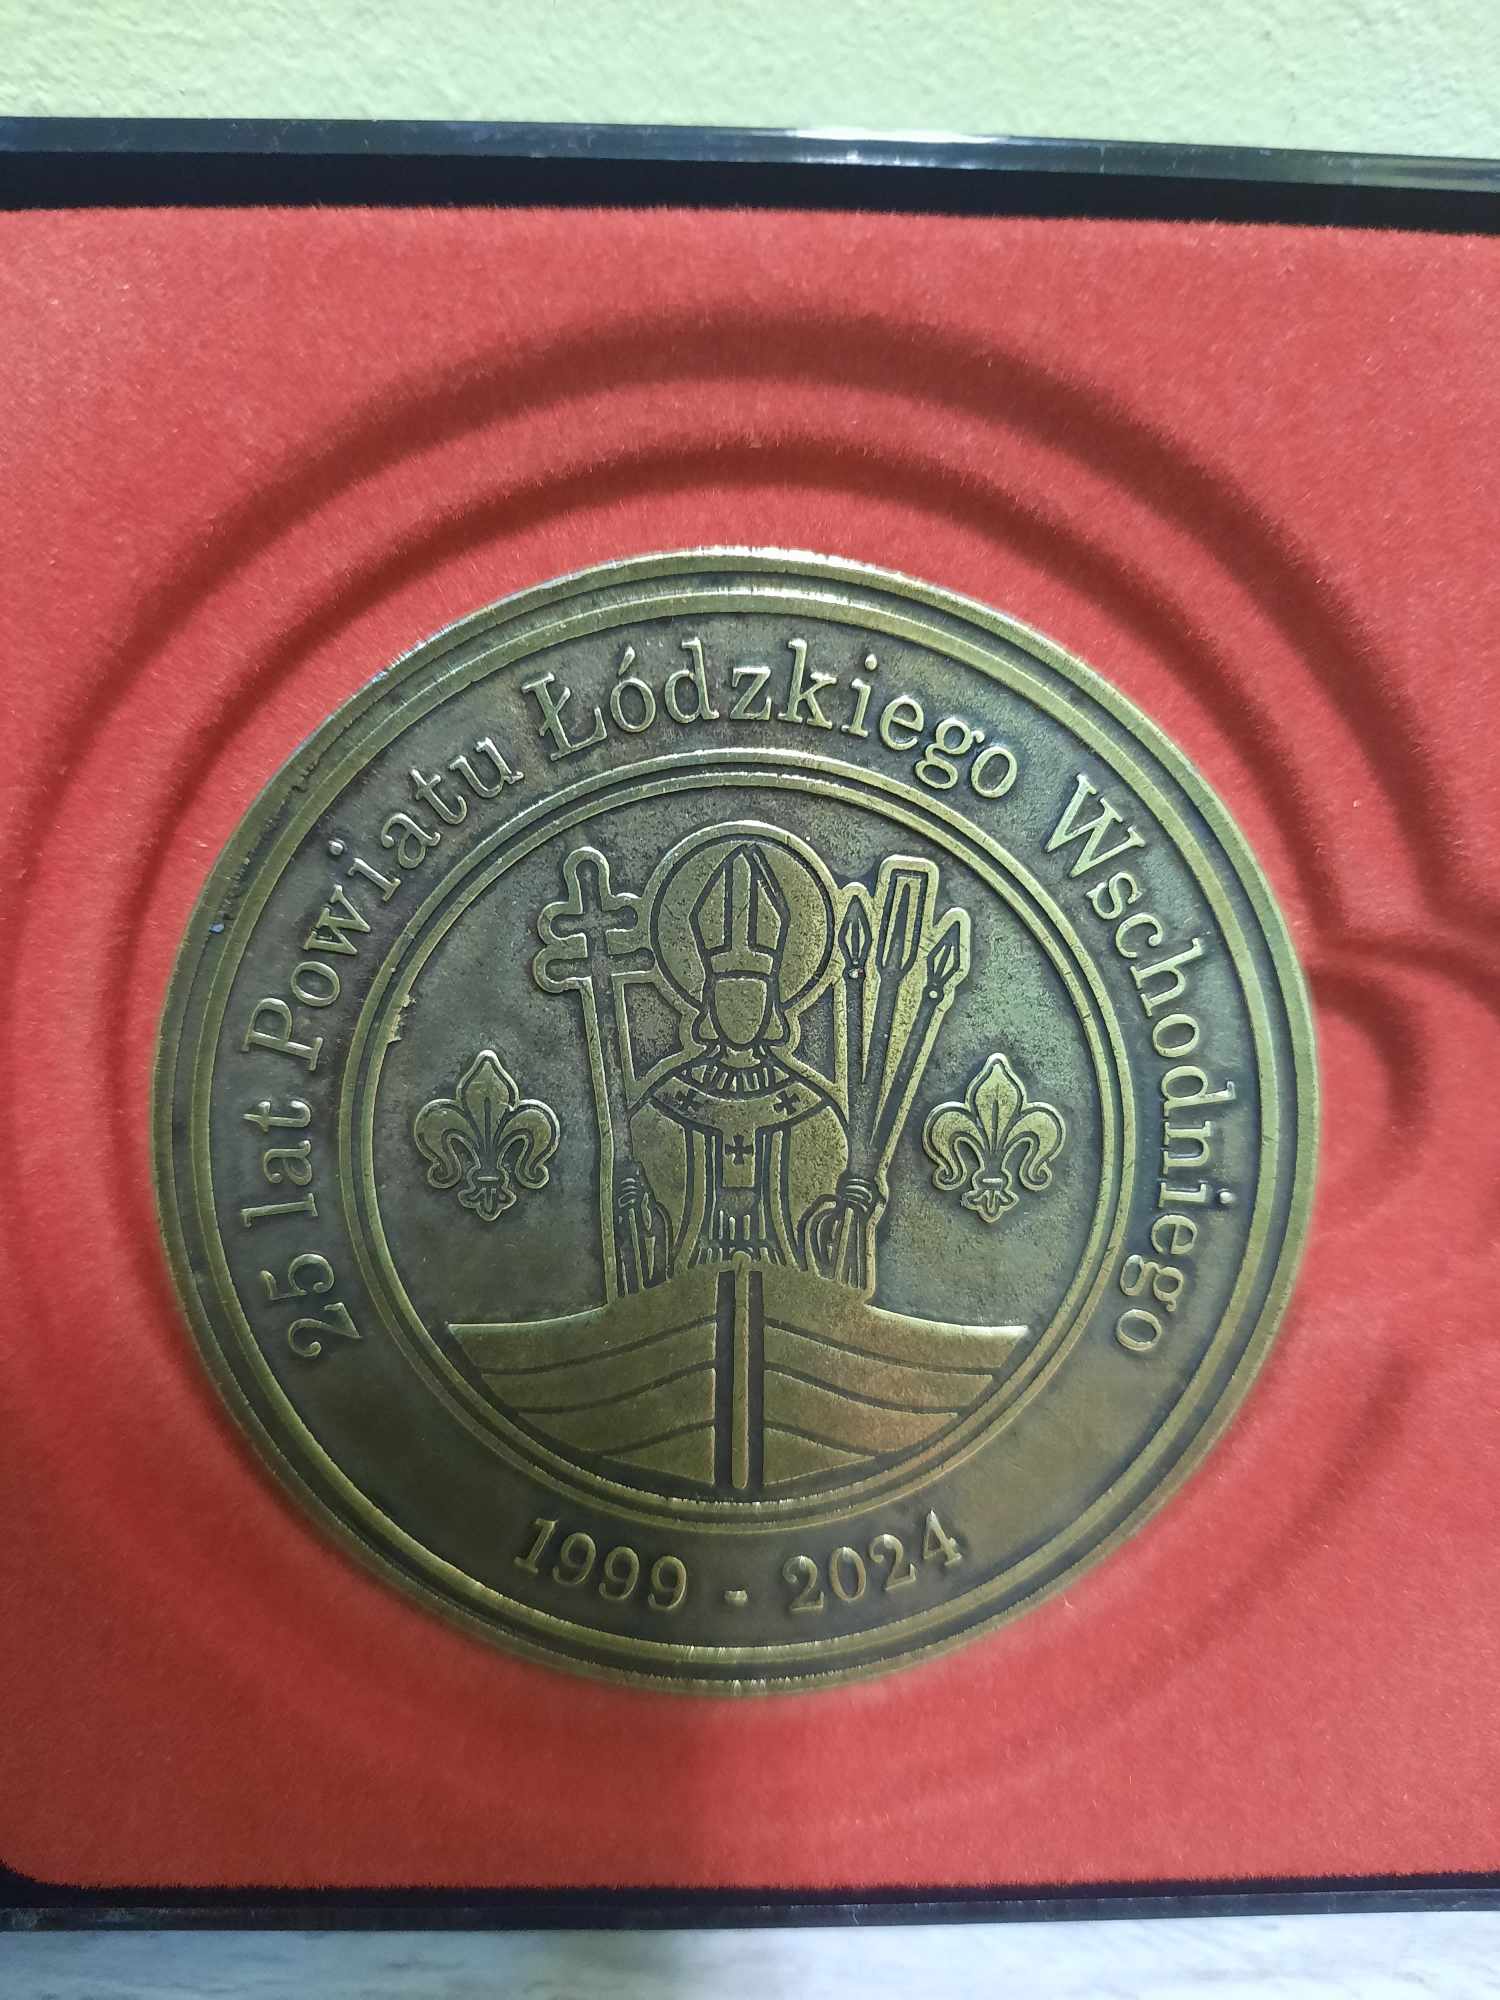 25 lat Powiatu Łódzkiego Wschodniego
1999 - 2024